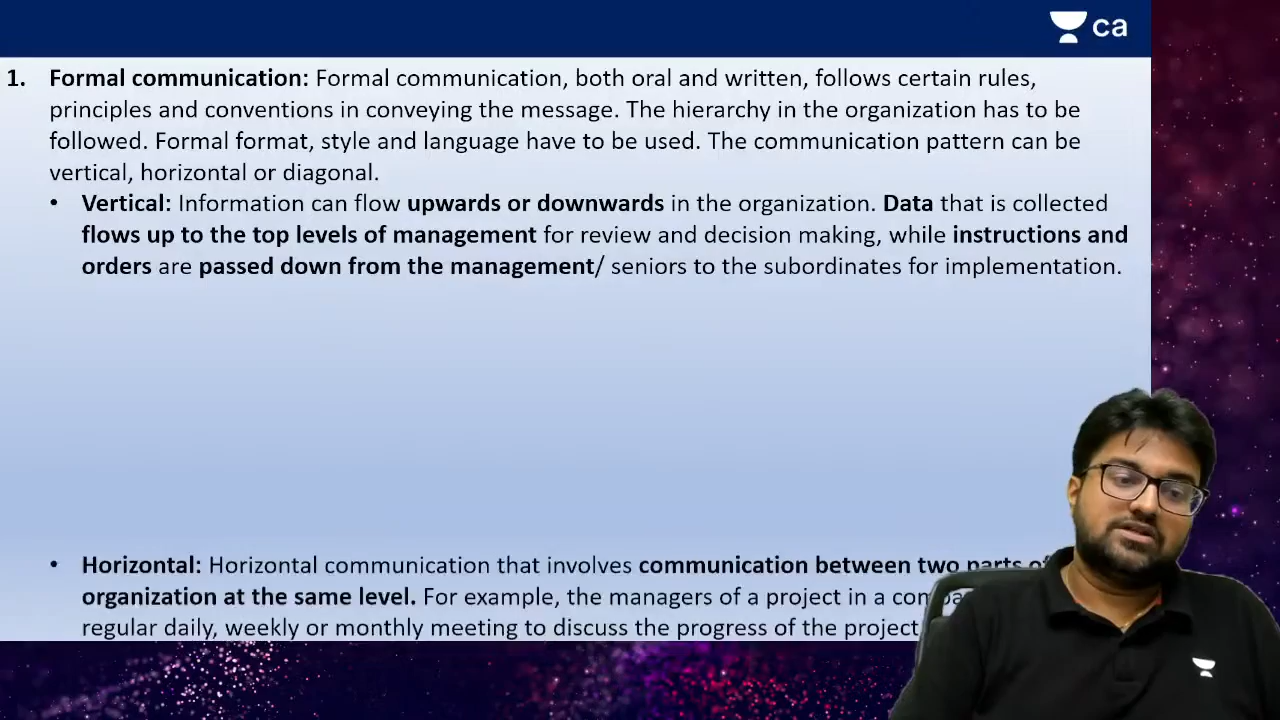 ca
1. Formal communication: Formal communication, both oral and written, follows certain rules,
principles and conventions in conveying the message. The hierarchy in the organization has to be
followed. Formal format, style and language have to be used. The communication pattern can be
vertical, horizontal or diagonal.
• Vertical: Information can flow upwards or downwards in the organization. Data that is collected
flows up to the top levels of management for review and decision making, while instructions and
orders are passed down from the management/ seniors to the subordinates for implementation.
• Horizontal: Horizontal communication that involves communication between two parts
organization at the same level. For example, the managers of a project in a
regular daily, weekly or monthly meeting to discuss the progress of the project